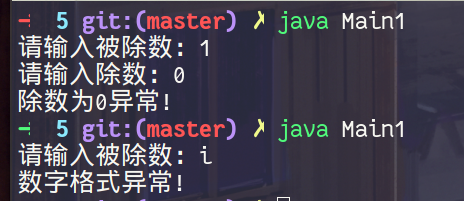 → 5 git:(master) ✗ java Main1
请输入被除数: 1
请输入除数: 0
除数为0异常!
→ 5 git:(master) ✗ java Main1
请输入被除数: i
数字格式异常!